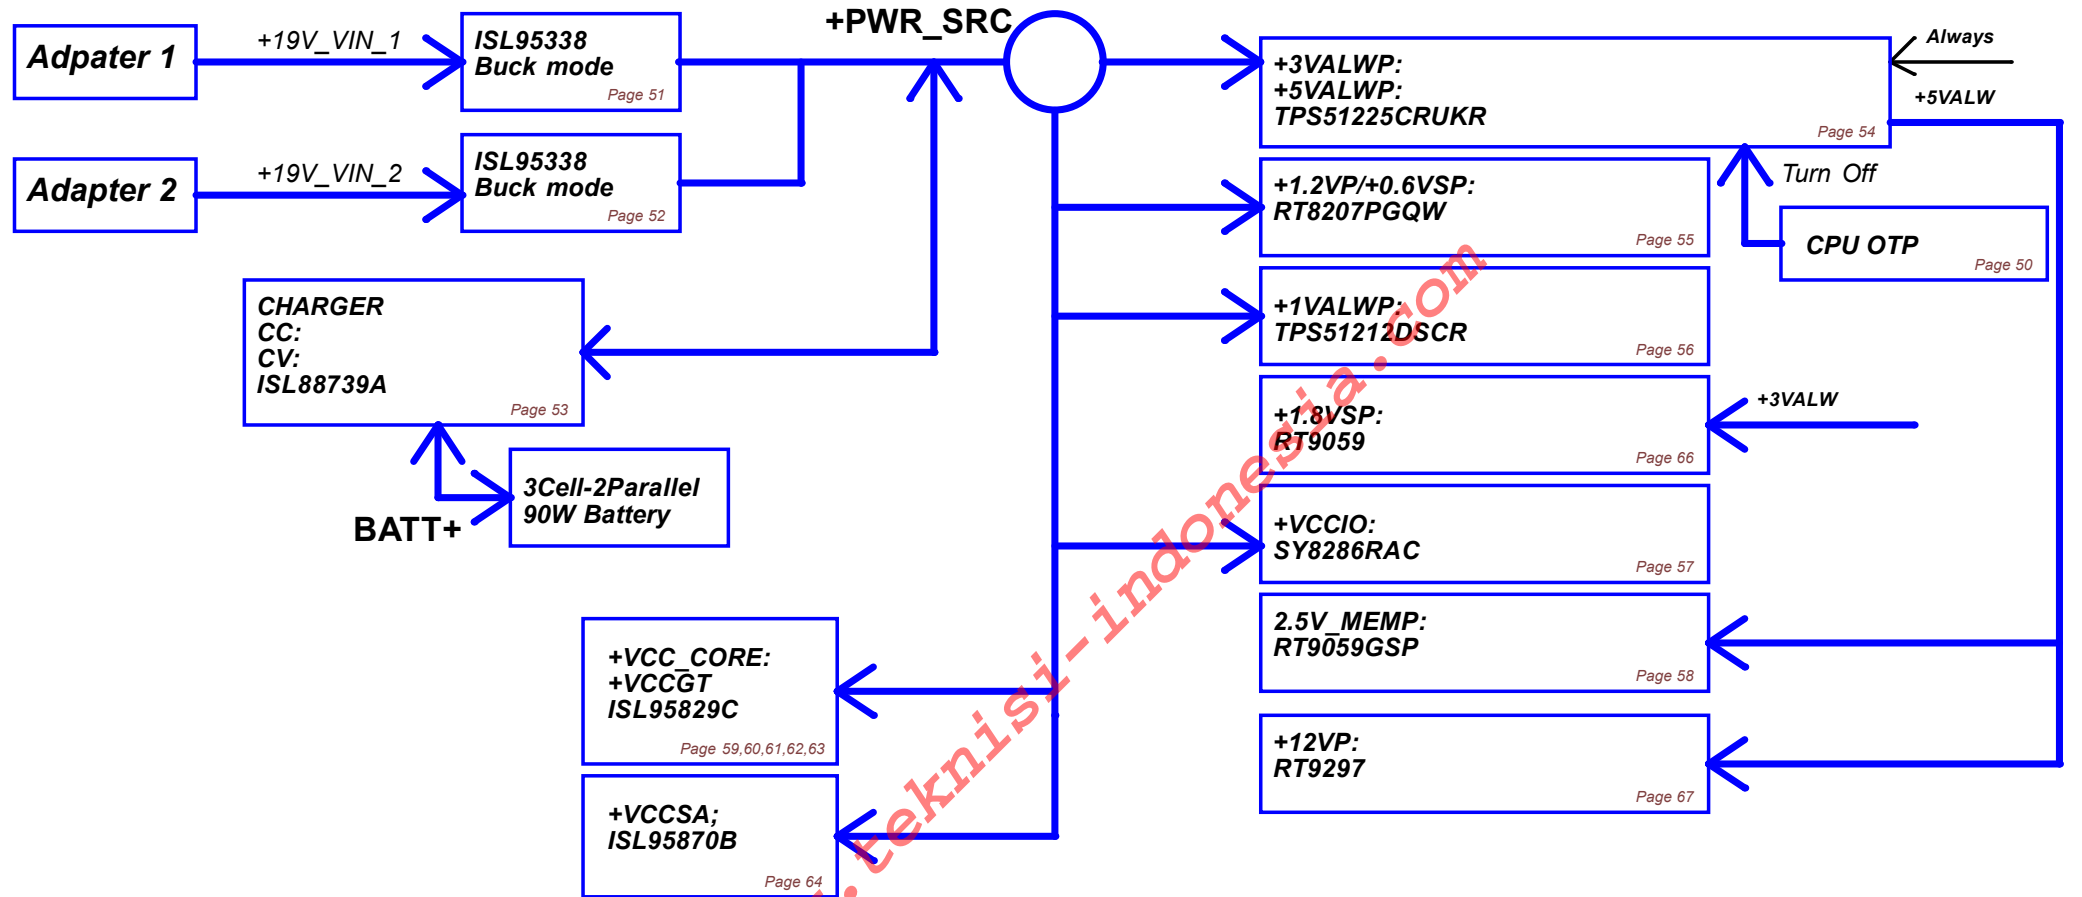 +PWR_SRC
Adpater 1
+19V_VIN_1
ISL95338
Buck mode
Page 51
Adapter 2
+19V_VIN_2
ISL95338
Buck mode
Page 52
CHARGER
CC:
CV:
ISL88739A
Page 53
BATT+
3Cell-2Parallel
90W Battery
+VCC_CORE:
+VCCGT
ISL95829C
Page 59,60,61,62,63
+VCCSA;
ISL95870B
Page 64
+3VALWP:
+5VALWP:
TPS51225CRUKR
Page 54
Always
+5VALW
Turn Off
CPU OTP
Page 50
+1.2VP/+0.6VSP:
RT8207PGQW
Page 55
+1VALWP:
TPS51212DSCR
Page 56
+1.8VSP:
RT9059
Page 66
+3VALW
+VCCIO:
SY8286RAC
Page 57
2.5V_MEMP:
RT9059GSP
Page 58
+12VP:
RT9297
Page 67
.teknisi-indonesia.com